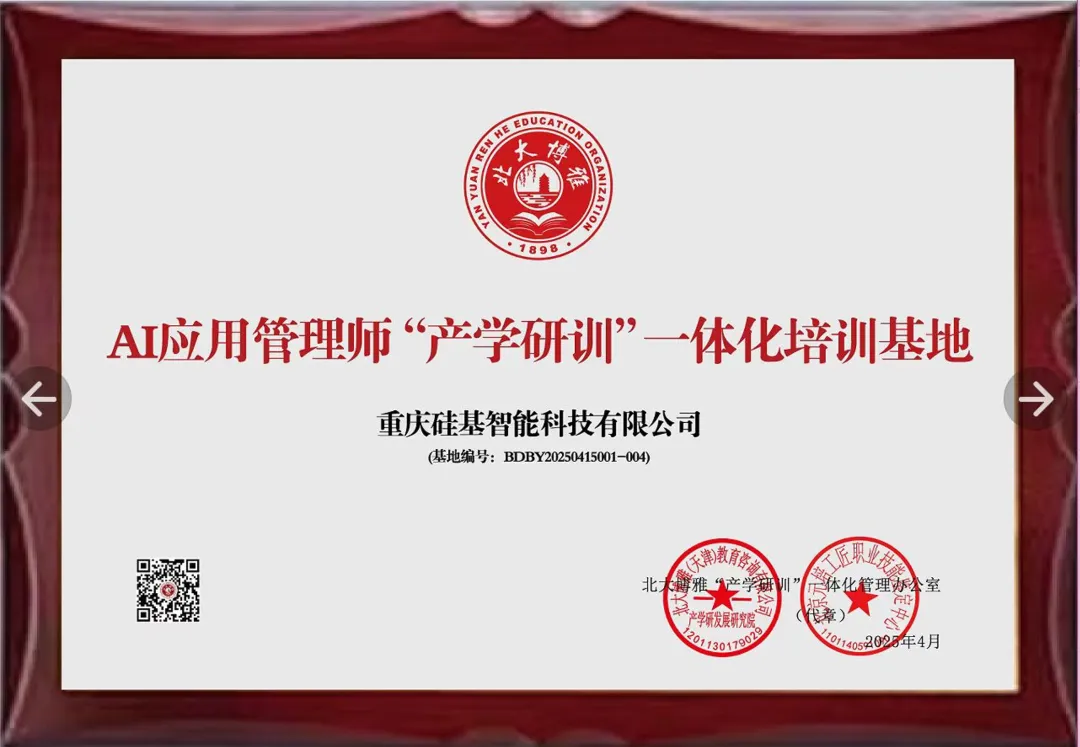 YAN YUAN REN HE EDUCATION ORGANIZATION
北大博雅
1898
AI应用管理师“产学研训”一体化培训基地
重庆硅基智能科技有限公司
(基地编号：BDBY20250415001-004)
北大博雅(天津)教育咨询有限公司
产学研发展研究院
1201130179029
工匠职业技能
中心
北大博雅“产学研训”一体化管理办公室
（代章）
2025年4月